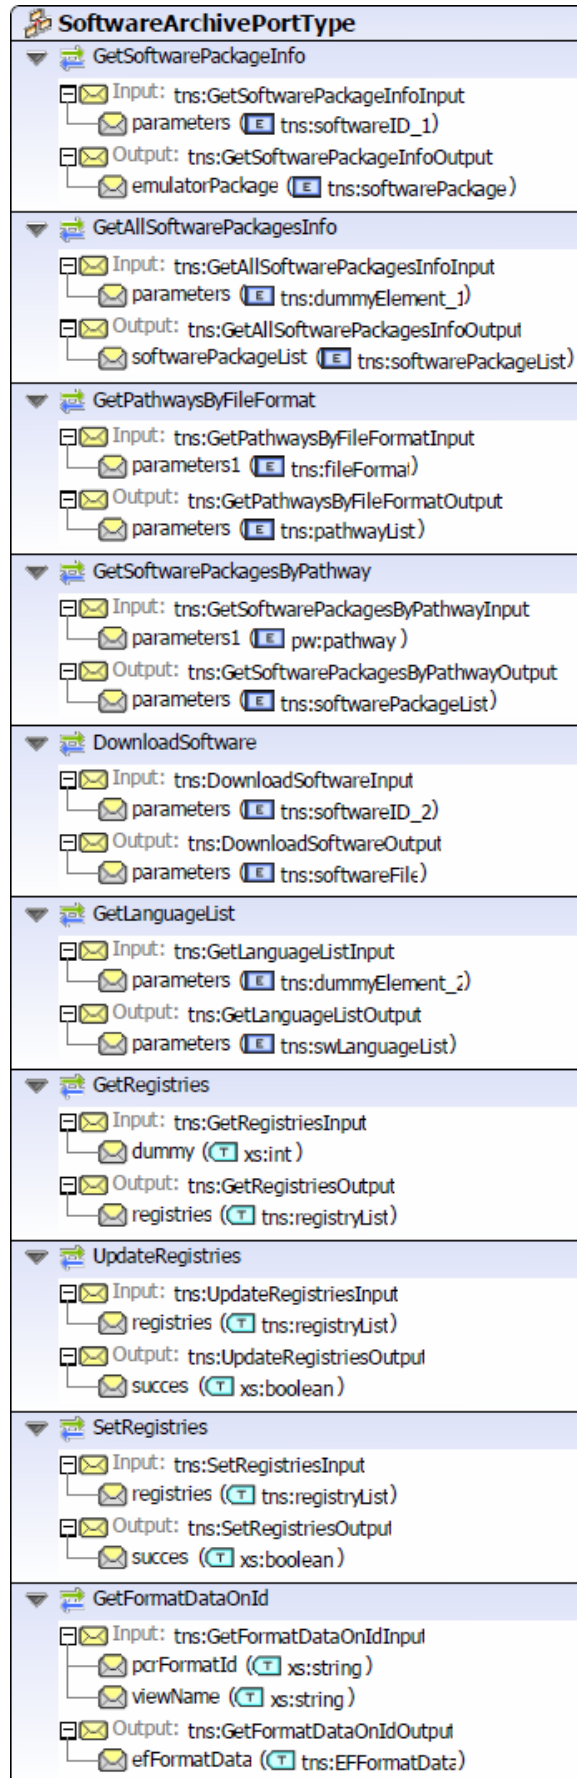 SoftwareArchivePortType
GetSoftwarePackageInfo
Input: tns:GetSoftwarePackageInfoInput
parameters (E tns:softwareID_1)
Output: tns:GetSoftwarePackageInfoOutput
emulatorPackage (E tns:softwarePackage)
GetAllSoftwarePackagesInfo
Input: tns:GetAllSoftwarePackagesInfoInput
parameters (E tns:dummyElement_1)
Output: tns:GetAllSoftwarePackagesInfoOutput
softwarePackageList (E tns:softwarePackageList)
GetPathwaysByFileFormat
Input: tns:GetPathwaysByFileFormatInput
parameters1 (E tns:fileFormat)
Output: tns:GetPathwaysByFileFormatOutput
parameters (E tns:pathwayList)
GetSoftwarePackagesByPathway
Input: tns:GetSoftwarePackagesByPathwayInput
parameters1 (E pw:pathway)
Output: tns:GetSoftwarePackagesByPathwayOutput
parameters (E tns:softwarePackageList)
DownloadSoftware
Input: tns:DownloadSoftwareInput
parameters (E tns:softwareID_2)
Output: tns:DownloadSoftwareOutput
parameters (E tns:softwareFile)
GetLanguageList
Input: tns:GetLanguageListInput
parameters (E tns:dummyElement_2)
Output: tns:GetLanguageListOutput
parameters (E tns:swLanguageList)
GetRegistries
Input: tns:GetRegistriesInput
dummy (T xs:int)
Output: tns:GetRegistriesOutput
registries (T tns:registryList)
UpdateRegistries
Input: tns:UpdateRegistriesInput
registries (T tns:registryList)
Output: tns:UpdateRegistriesOutput
succes (T xs:boolean)
SetRegistries
Input: tns:SetRegistriesInput
registries (T tns:registryList)
Output: tns:SetRegistriesOutput
succes (T xs:boolean)
GetFormatDataOnId
Input: tns:GetFormatDataOnIdInput
pcrFormatId (T xs:string)
viewName (T xs:string)
Output: tns:GetFormatDataOnIdOutput
efFormatData (T tns:EFFormatData)